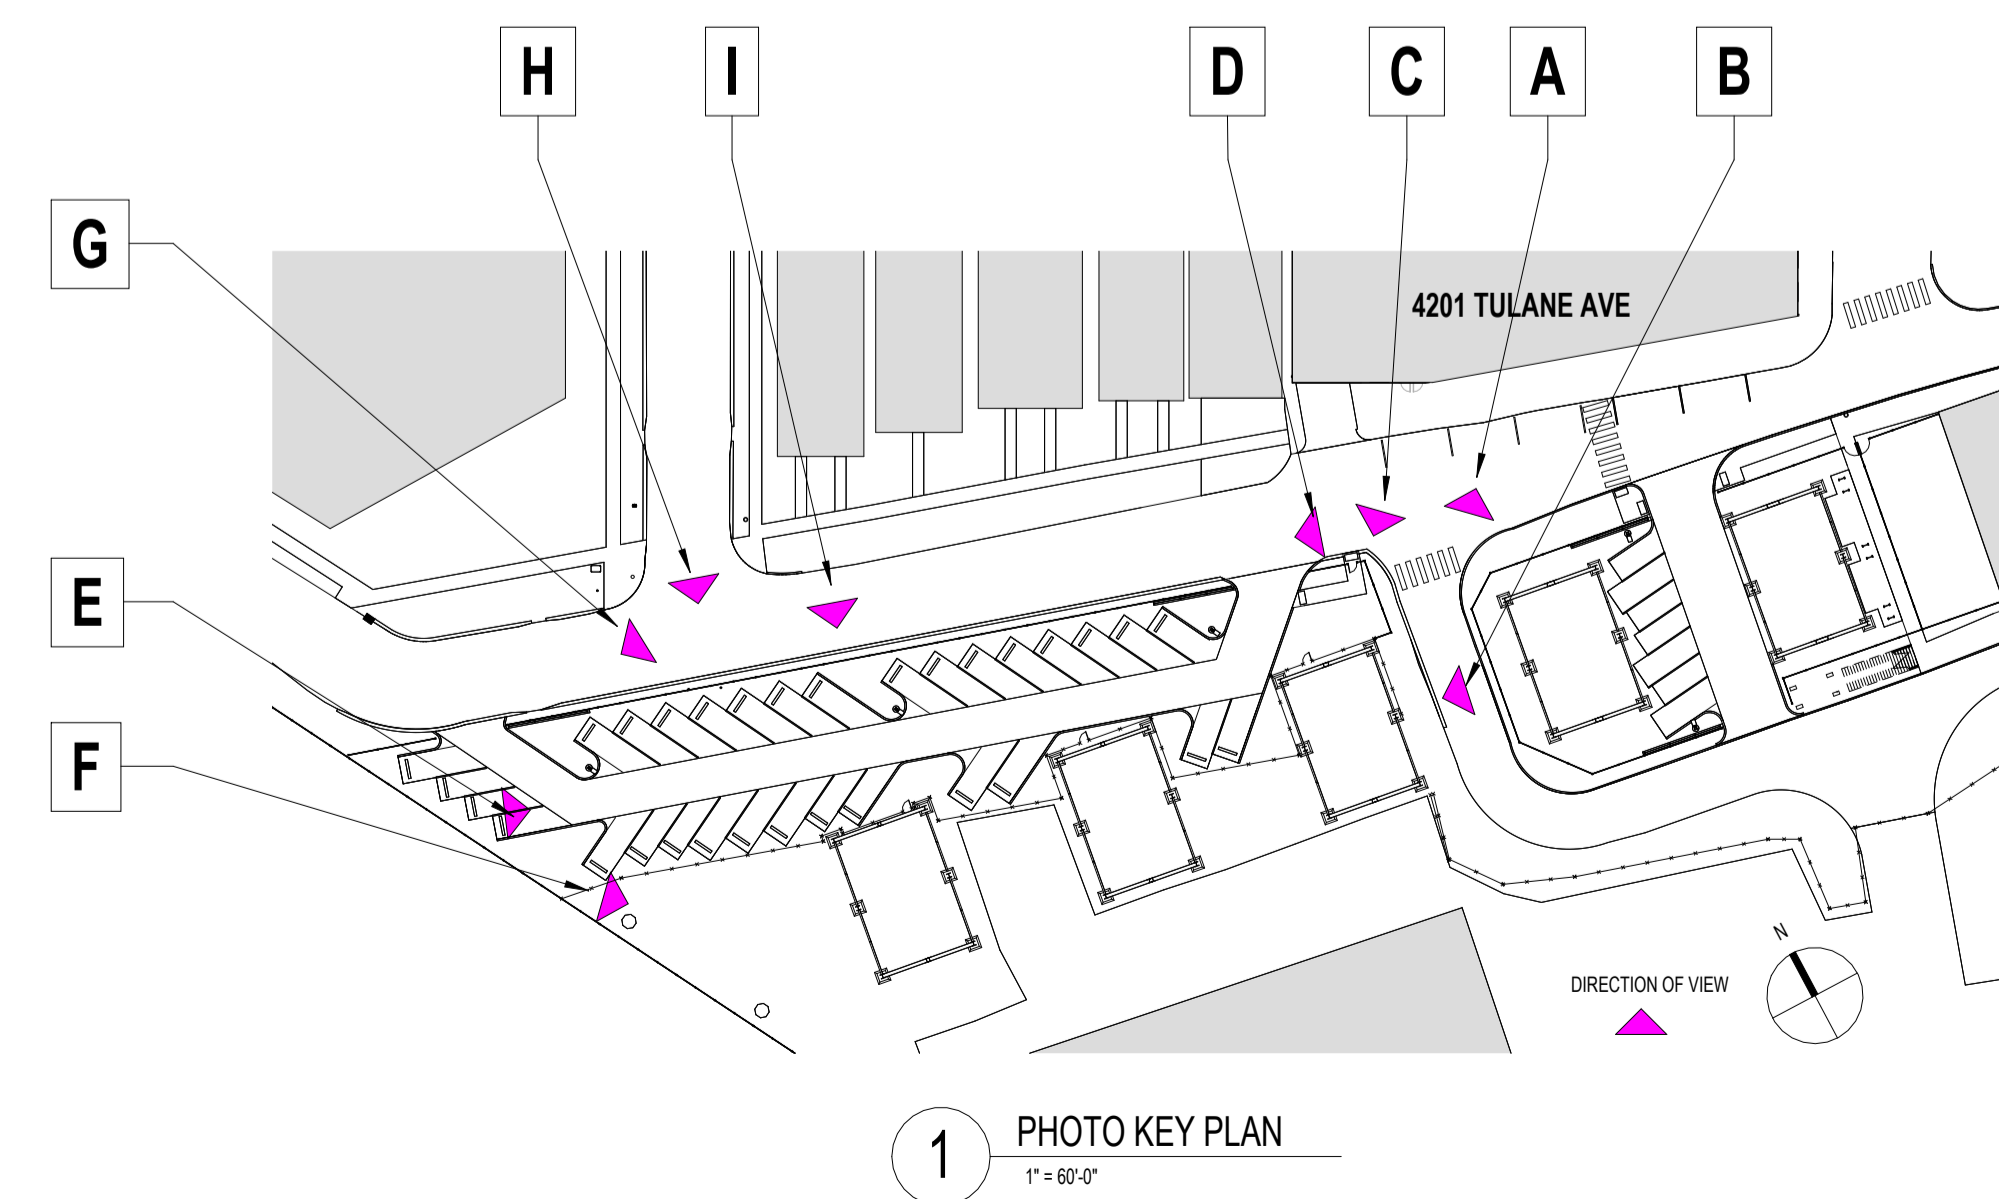 H
I
D
C
A
B
G
4201 TULANE AVE
E
F
N
DIRECTION OF VIEW
1
PHOTO KEY PLAN
1" = 60'-0"